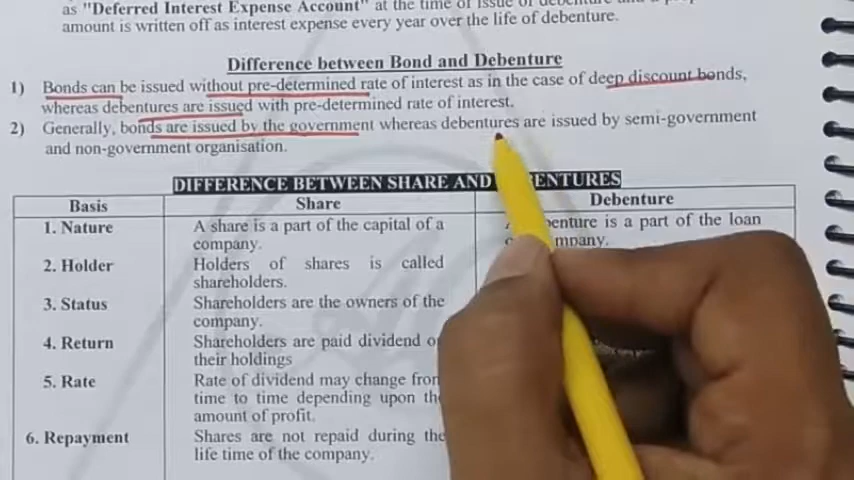 as "Deferred Interest Expense Account" at the time of issue of debenture and a
amount is written off as interest expense every year over the life of debenture.
Difference between Bond and Debenture
1) Bonds can be issued without pre-determined rate of interest as in the case of deep discount bonds,
whereas debentures are issued with pre-determined rate of interest.
2) Generally, bonds are issued by the government whereas debentures are issued by semi-government
and non-government organisation.
DIFFERENCE BETWEEN SHARE AND
Basis Share Debenture
1. Nature A share is a part of the capital of a is a part of the loan
company.
2. Holder Holders of shares is called
shareholders.
3. Status Shareholders are the owners of the
company.
4. Return Shareholders are paid dividend
their holdings
5. Rate Rate of dividend may change
time to time depending upon
amount of profit.
6. Repayment Shares are not repaid during the
life time of the company.